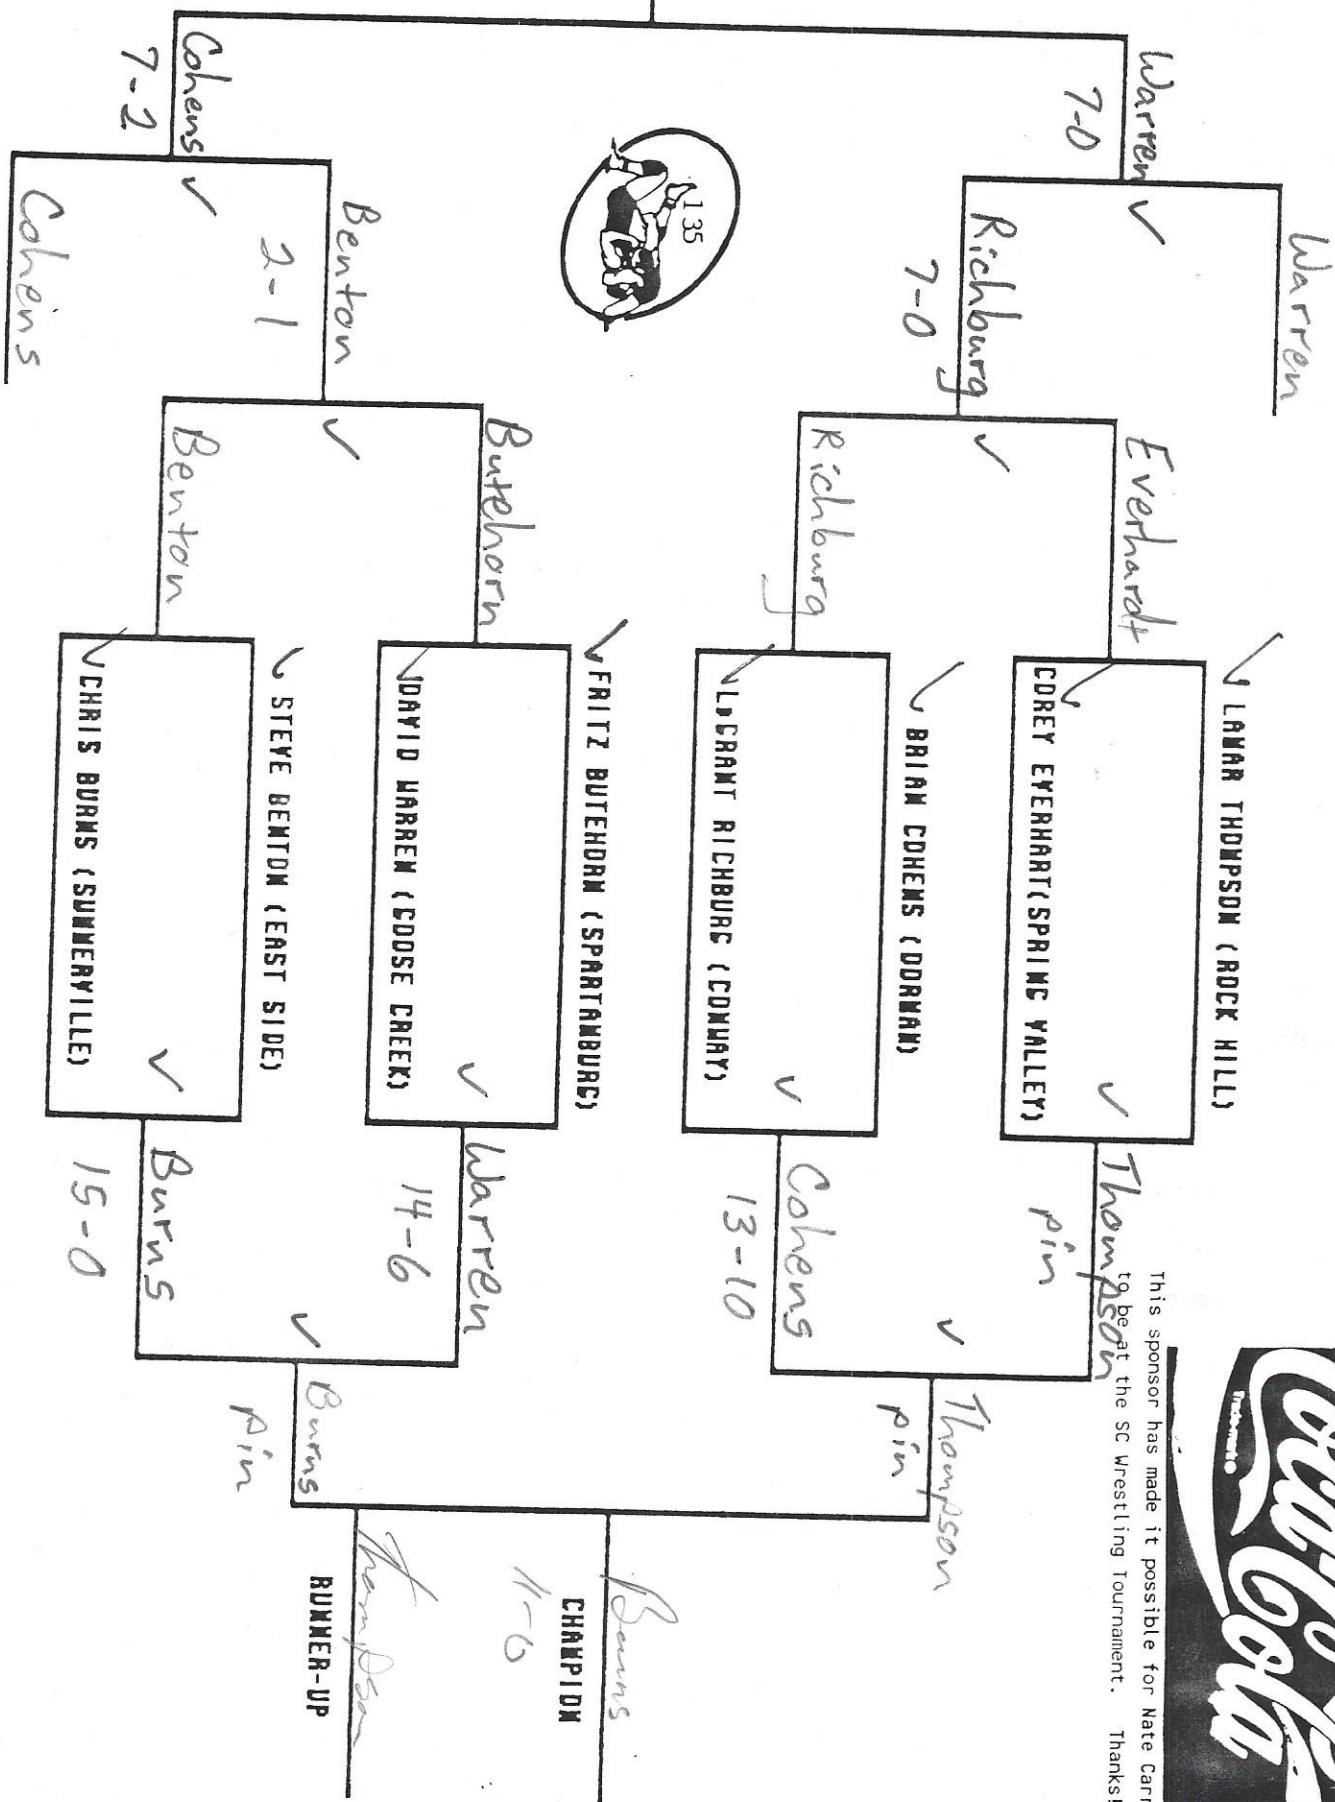 Cola
Trademark®
Warren
LAMAR THOMPSON (ROCK HILL)
This sponsor has made it possible for Nate Carr
to be at the SC Wrestling Tournament. Thanks!
Warren
Everhardt
Thompson
7-0
COREY EVERHART(SPRING VALLEY)
pin
Richburg
Thompson
7-0
BRIAN COHENS (DORMAN)
pin
Richburg
Cohens
L.GRANT RICHBURG (CONWAY)
13-10
135
Burns
FRITZ BUTEHORN (SPARTANBURG)
CHAMPION
11-6
Butehorn
Warren
DAVID WARREN (GOOSE CREEK)
14-6
Thompson
Benton
RUNNER-UP
Burns
2-1
STEVE BENTON (EAST SIDE)
pin
Cohens
Benton
Burns
7-2
CHRIS BURNS (SUMMERVILLE)
15-0
Cohens